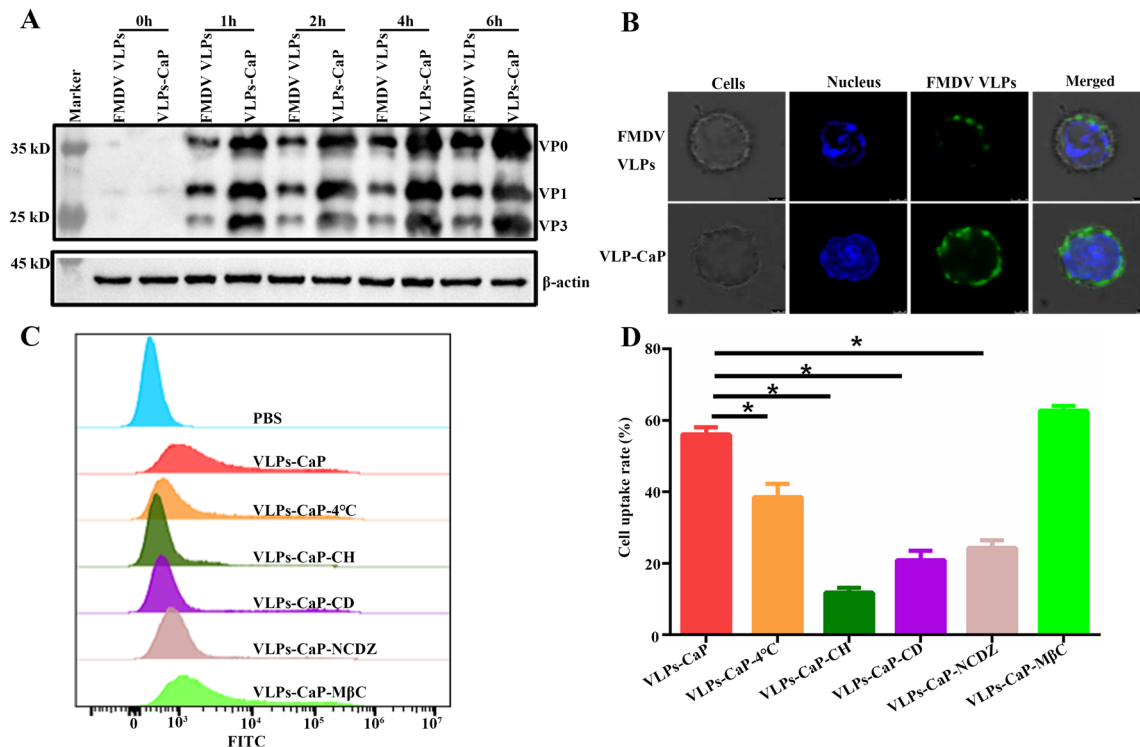 A
0h 1h 2h 4h 6h
Marker
FMDV VLPs
VLPs-CaP
FMDV VLPs
VLPs-CaP
FMDV VLPs
VLPs-CaP
FMDV VLPs
VLPs-CaP
FMDV VLPs
VLPs-CaP
35 kD
25 kD
45 kD
VP0
VP1
VP3
β-actin
B
Cells Nucleus FMDV VLPs Merged
FMDV
VLPs
VLP-CaP
C
PBS
VLPs-CaP
VLPs-CaP-4°C
VLPs-CaP-CH
VLPs-CaP-CD
VLPs-CaP-NCDZ
VLPs-CaP-MβC
0 10³ 10⁴ 10⁵ 10⁶ 10⁷
FITC
D
Cell uptake rate (%)
80
60
40
20
0
*
*
*
*
VLPs-CaP
VLPs-CaP-4°C
VLPs-CaP-CH
VLPs-CaP-CD
VLPs-CaP-NCDZ
VLPs-CaP-MβC